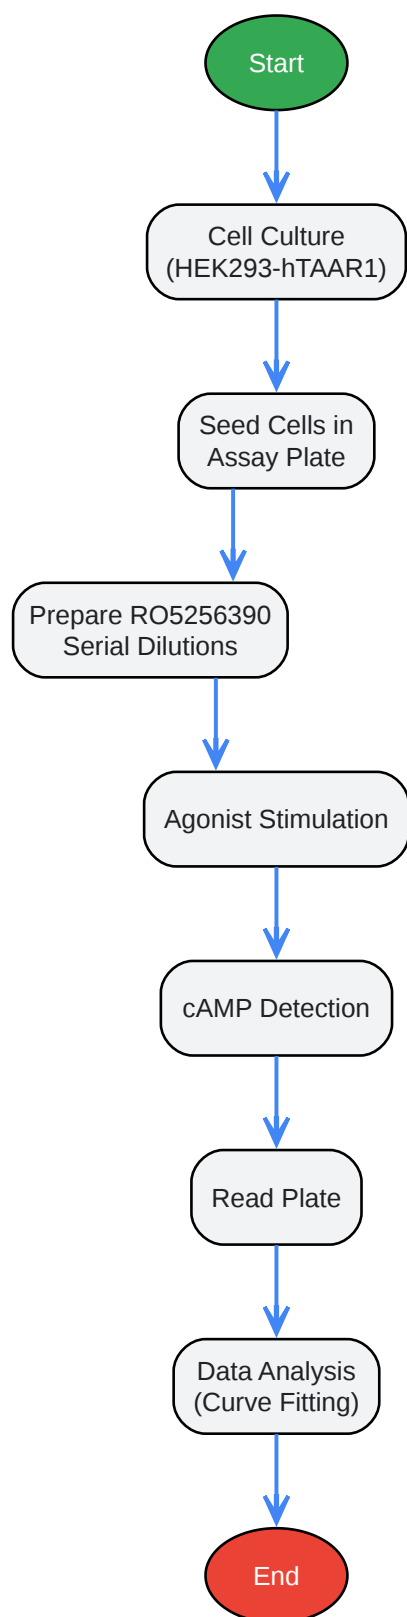 Start
Cell Culture
(HEK293-hTAAR1)
Seed Cells in
Assay Plate
Prepare RO5256390
Serial Dilutions
Agonist Stimulation
cAMP Detection
Read Plate
Data Analysis
(Curve Fitting)
End